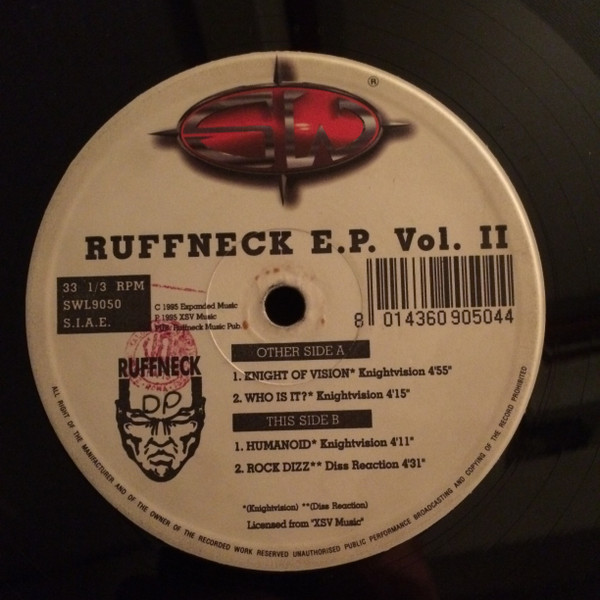 ®
RUFFNECK E.P. Vol. II
33 1/3 RPM
SWL9050
S.I.A.E.
C 1995 Expanded Music
P. 1995 XSV Music
Ruffneck Music Pub.
8 014360 905044
RUFFNECK
DP
OTHER SIDE A
1. KNIGHT OF VISION* Knightvision 4'55"
2. WHO IS IT?* Knightvision 4'15"
THIS SIDE B
1. HUMANOID* Knightvision 4'11"
2. ROCK DIZZ** Diss Reaction 4'31"
*(Knightvision) **(Diss Reaction)
Licensed from "XSV Music"
ALL RIGHT OF THE MANUFACTURER AND OF THE OWNER OF THE RECORDED WORK RESERVED UNAUTHORISED PUBLIC PERFORMANCE BROADCASTING AND COPYING OF THE RECORD PROHIBITED